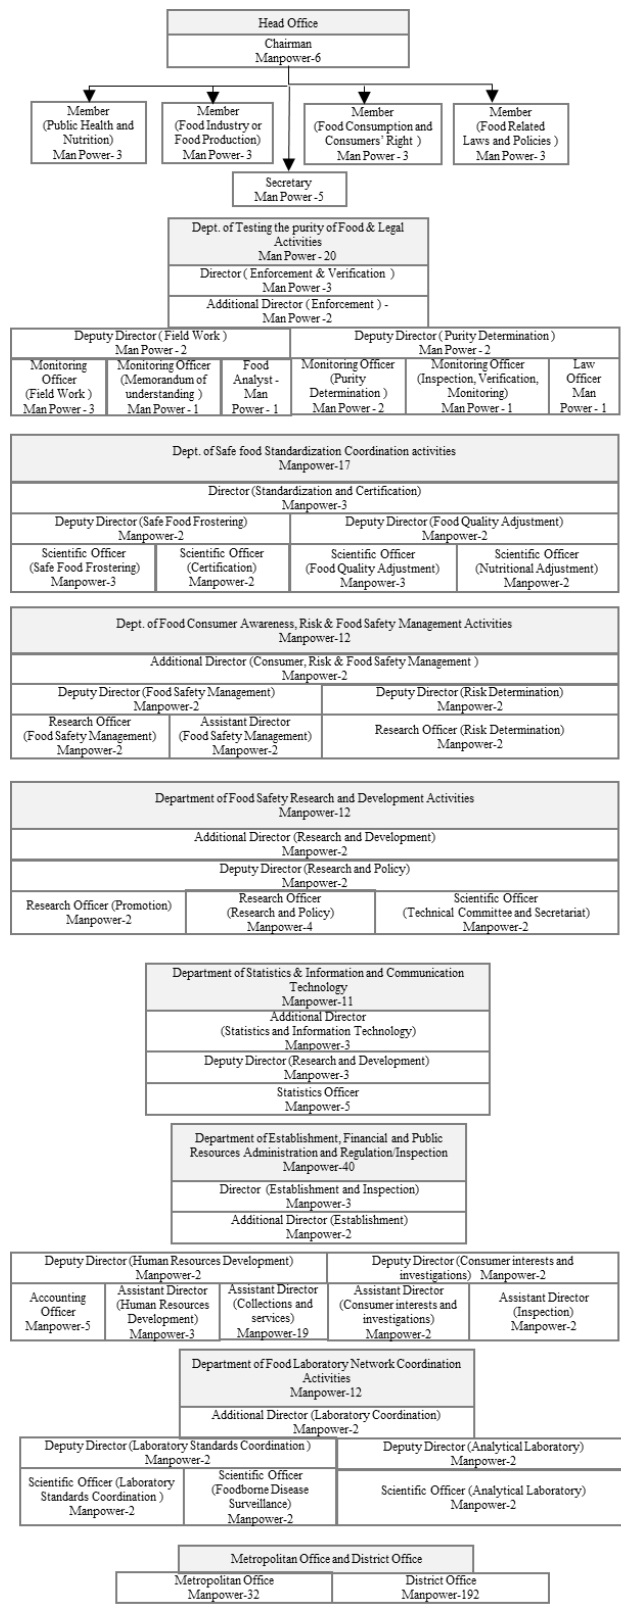 Head Office
Chairman
Manpower-6
Member
(Public Health and
Nutrition)
Man Power- 3
Member
(Food Industry or
Food Production)
Man Power- 3
Member
(Food Consumption and
Consumers' Right )
Man Power - 3
Member
(Food Related
Laws and Policies )
Man Power- 3
Secretary
Man Power -5
Dept. of Testing the purity of Food & Legal
Activities
Man Power - 20
Director ( Enforcement & Verification )
Man Power -3
Additional Director ( Enforcement ) -
Man Power -2
Deputy Director ( Field Work )
Man Power - 2
Deputy Director ( Purity Determination )
Man Power - 2
Monitoring
Officer
(Field Work )
Man Power - 3
Monitoring Officer
(Memorandum of
understanding )
Man Power - 1
Food
Analyst -
Man
Power - 1
Monitoring Officer
(Purity
Determination )
Man Power - 2
Monitoring Officer
(Inspection, Verification,
Monitoring)
Man Power - 1
Law
Officer
Man
Power - 1
Dept. of Safe food Standardization Coordination activities
Manpower-17
Director (Standardization and Certification)
Manpower-3
Deputy Director (Safe Food Frostering)
Manpower-2
Deputy Director (Food Quality Adjustment)
Manpower-2
Scientific Officer
(Safe Food Frostering)
Manpower-3
Scientific Officer
(Certification)
Manpower-2
Scientific Officer
(Food Quality Adjustment)
Manpower-3
Scientific Officer
(Nutritional Adjustment)
Manpower-2
Dept. of Food Consumer Awareness, Risk & Food Safety Management Activities
Manpower-12
Additional Director (Consumer, Risk & Food Safety Management )
Manpower-2
Deputy Director (Food Safety Management)
Manpower-2
Deputy Director (Risk Determination)
Manpower-2
Research Officer
(Food Safety Management)
Manpower-2
Assistant Director
(Food Safety Management)
Manpower-2
Research Officer (Risk Determination)
Manpower-2
Department of Food Safety Research and Development Activities
Manpower-12
Additional Director (Research and Development)
Manpower-2
Deputy Director (Research and Policy)
Manpower-2
Research Officer (Promotion)
Manpower-2
Research Officer
(Research and Policy)
Manpower-4
Scientific Officer
(Technical Committee and Secretariat)
Manpower-2
Department of Statistics & Information and Communication
Technology
Manpower-11
Additional Director
(Statistics and Information Technology)
Manpower-3
Deputy Director (Research and Development)
Manpower-3
Statistics Officer
Manpower-5
Department of Establishment, Financial and Public
Resources Administration and Regulation/Inspection
Manpower-40
Director (Establishment and Inspection)
Manpower-3
Additional Director (Establishment)
Manpower-2
Deputy Director (Human Resources Development)
Manpower-2
Deputy Director (Consumer interests and
investigations) Manpower-2
Accounting
Officer
Manpower-5
Assistant Director
(Human Resources
Development)
Manpower-3
Assistant Director
(Collections and
services)
Manpower-19
Assistant Director
(Consumer interests and
investigations)
Manpower-2
Assistant Director
(Inspection)
Manpower-2
Department of Food Laboratory Network Coordination
Activities
Manpower-12
Additional Director (Laboratory Coordination)
Manpower-2
Deputy Director (Laboratory Standards Coordination )
Manpower-2
Deputy Director (Analytical Laboratory)
Manpower-2
Scientific Officer (Laboratory
Standards Coordination )
Manpower-2
Scientific Officer
(Foodborne Disease
Surveillance)
Manpower-2
Scientific Officer (Analytical Laboratory)
Manpower-2
Metropolitan Office and District Office
Metropolitan Office
Manpower-32
District Office
Manpower-192